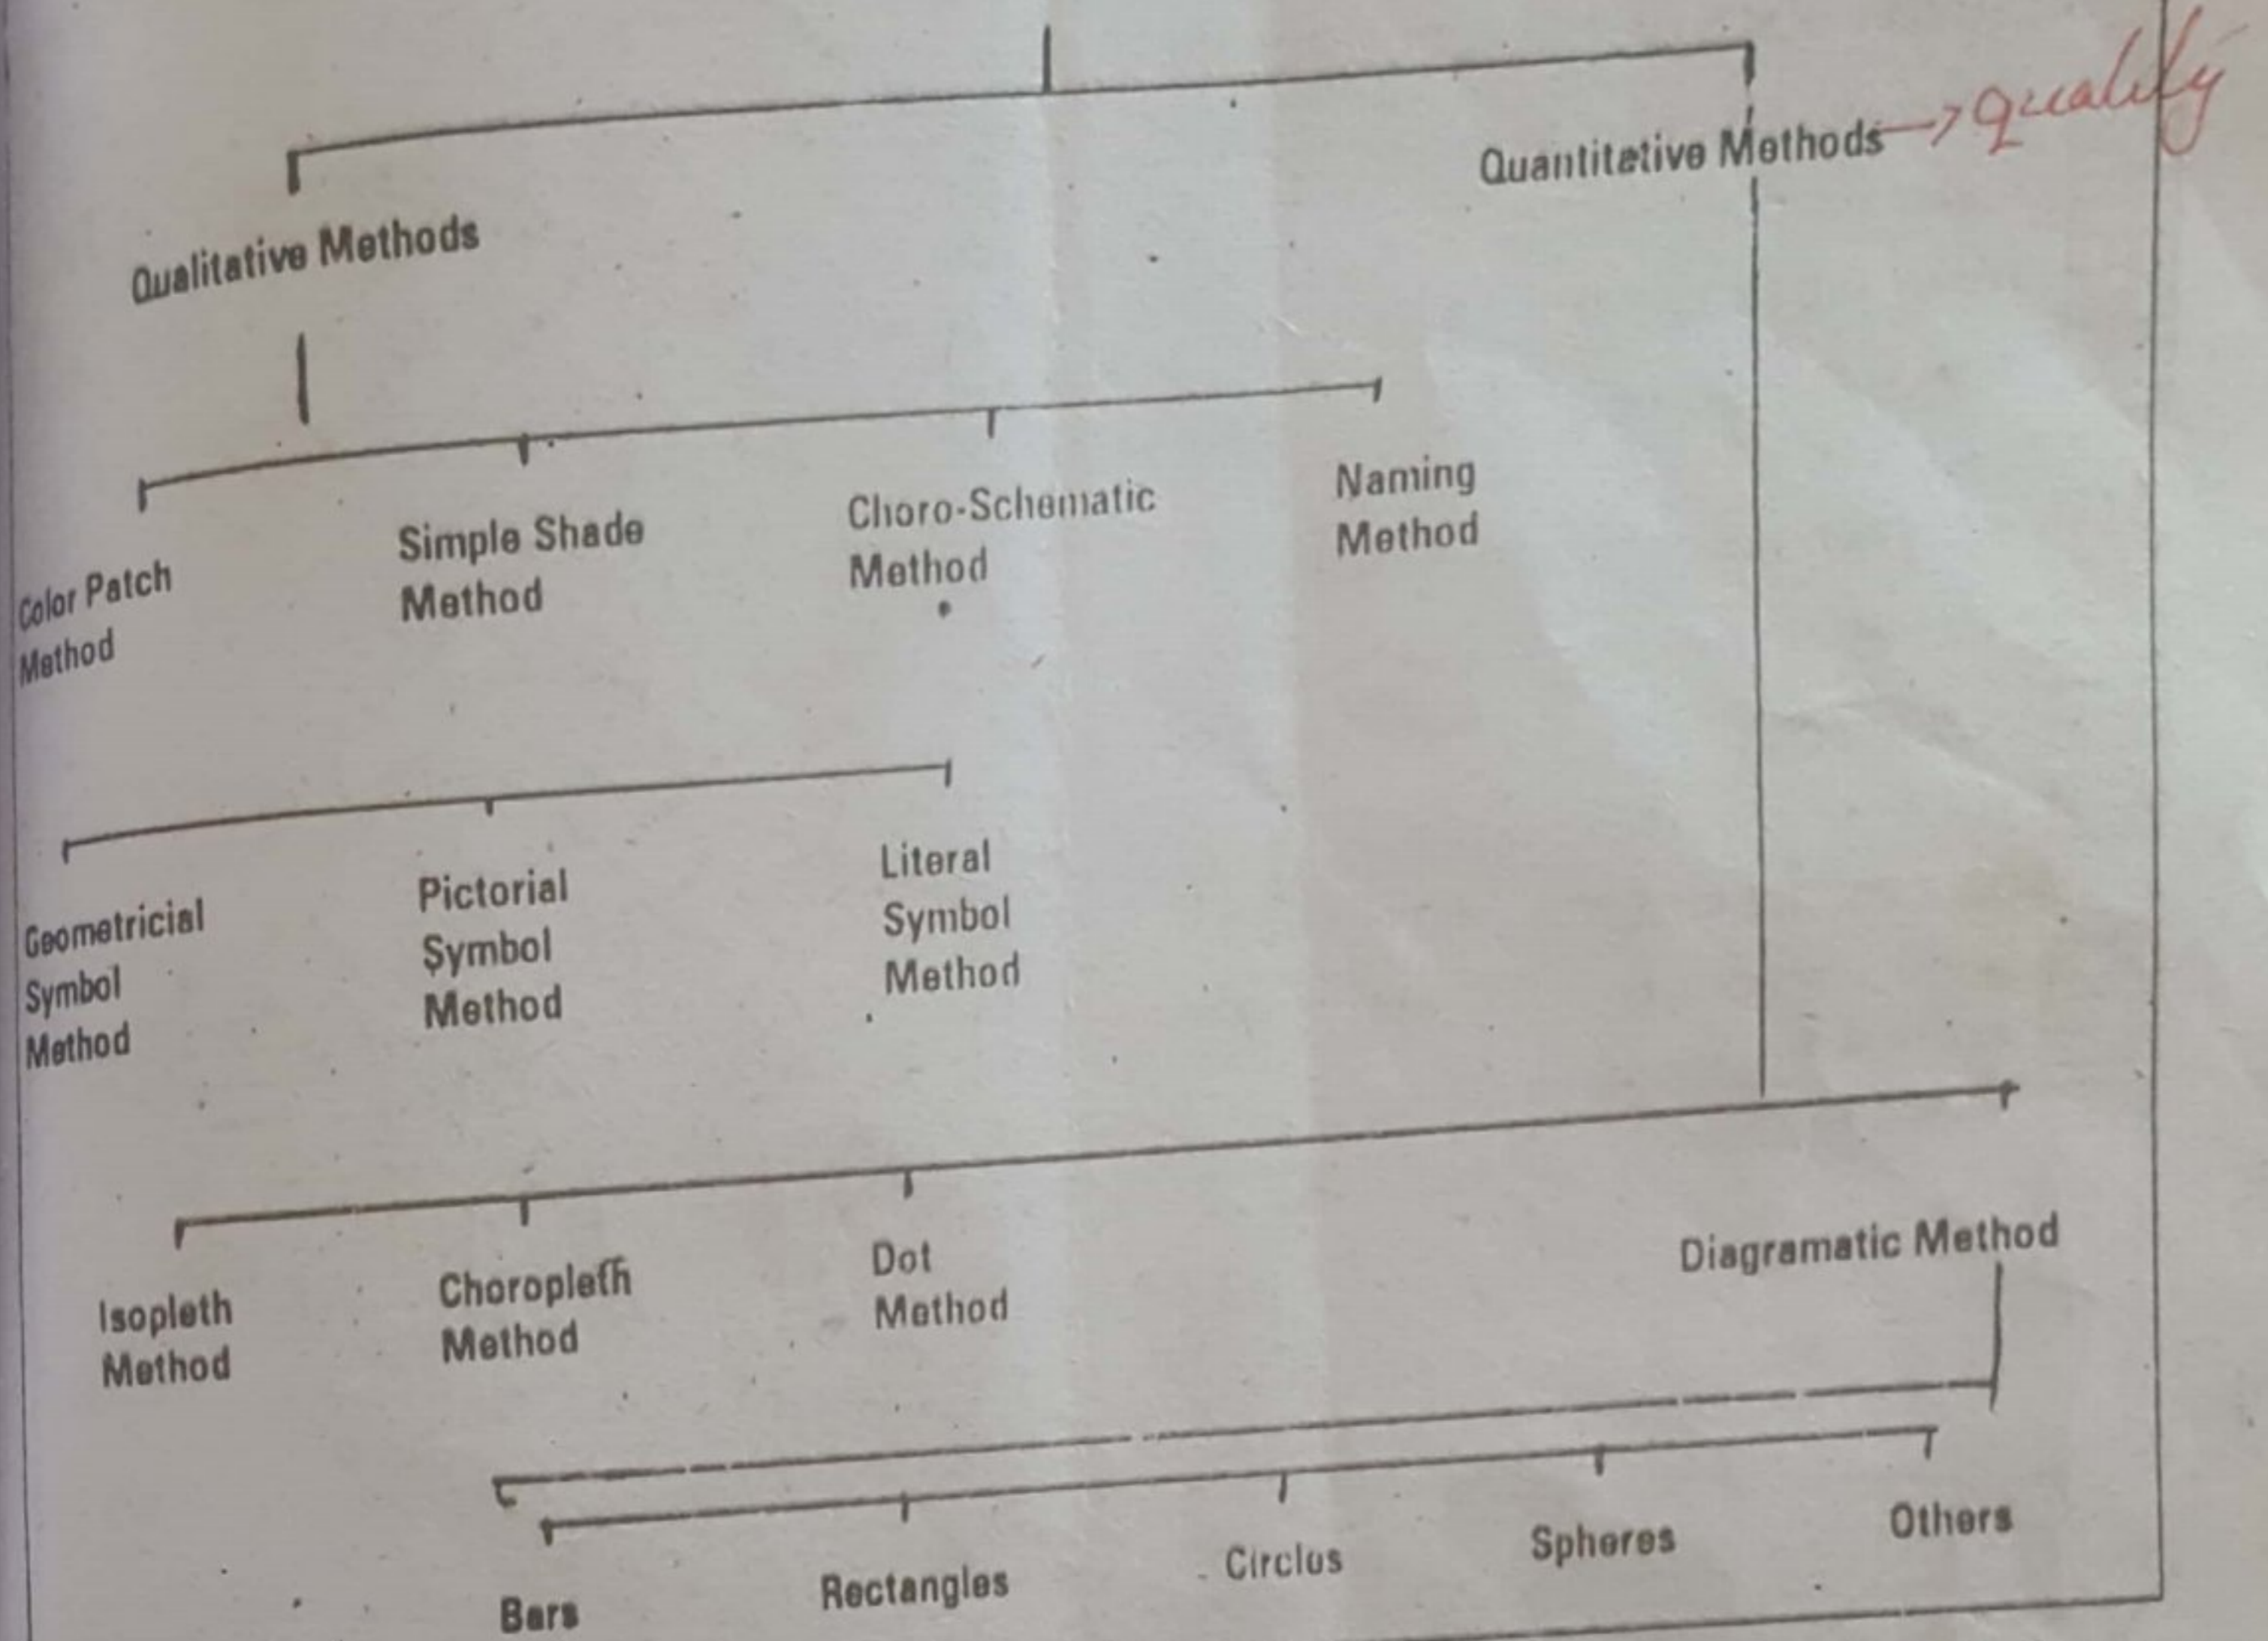 Quantitative Methods → quality
Qualitative Methods
Color Patch
Method
Simple Shade
Method
Choro-Schematic
Method
Naming
Method
Geometricial
Symbol
Method
Pictorial
Symbol
Method
Literal
Symbol
Method
Isopleth
Method
Choropleth
Method
Dot
Method
Diagramatic Method
Bars
Rectangles
Circlus
Spheres
Others